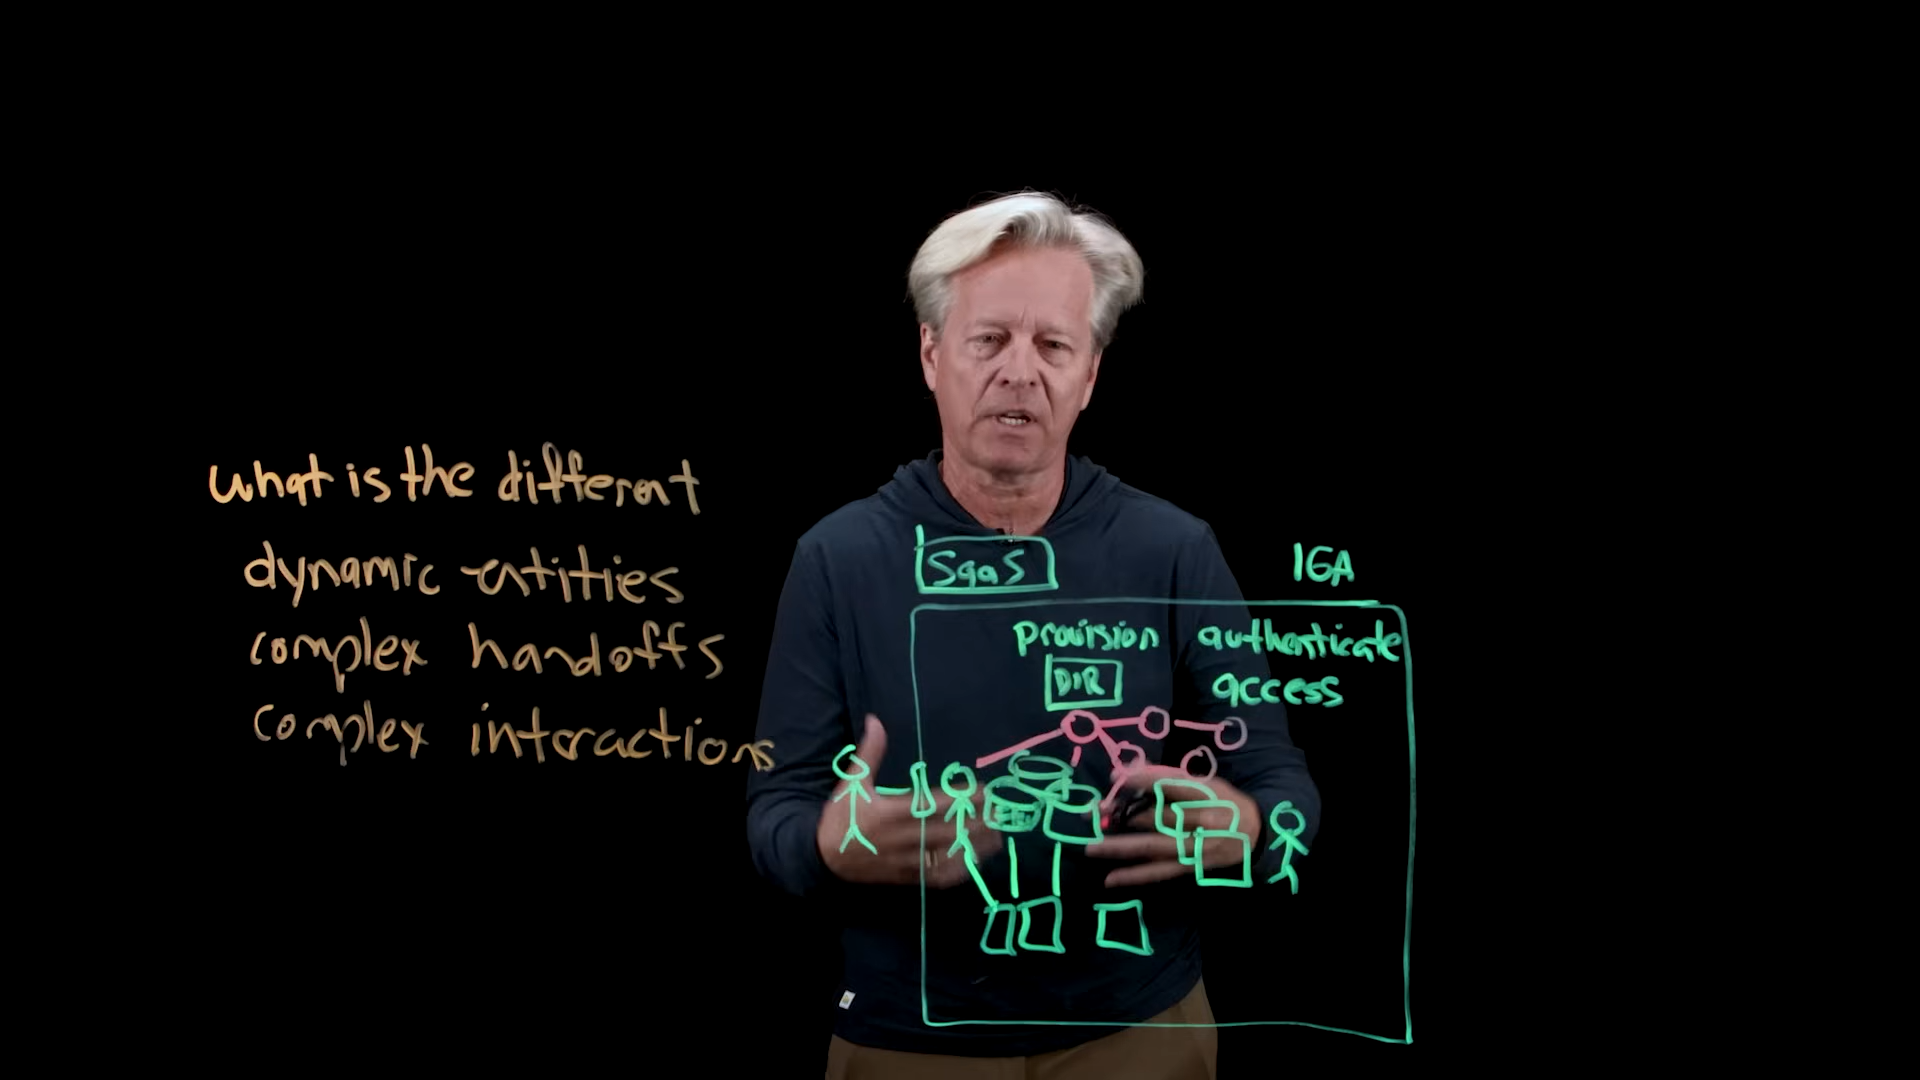 what is the different
dynamic entities
complex handoffs
complex interactions
SaaS
IGA
provision
authenticate
DIR
access